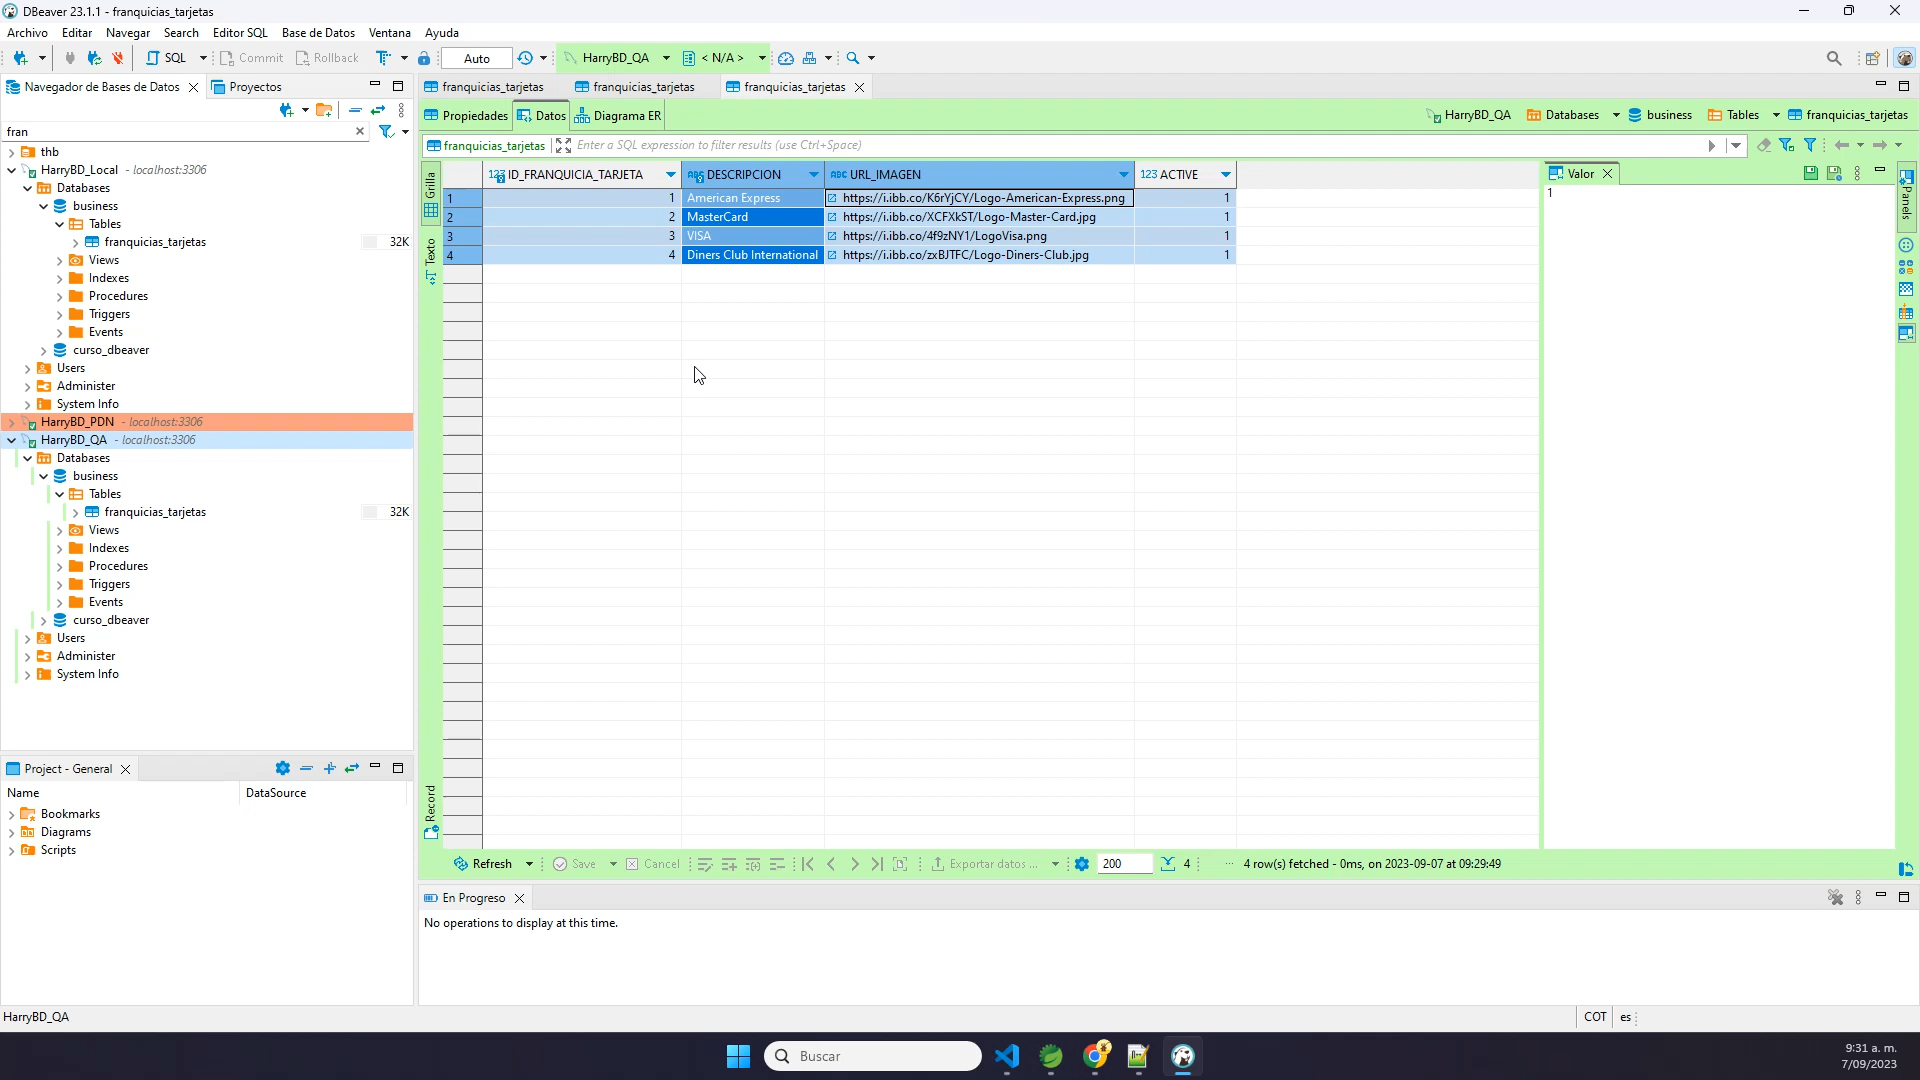 DBeaver 23.1.1 - franquicias_tarjetas
Archivo Editar Navegar Search Editor SQL Base de Datos Ventana Ayuda
SQL Commit Rollback Auto HarryBD_QA < N/A >
Navegador de Bases de Datos Proyectos
fran
thb
HarryBD_Local - localhost:3306
Databases
business
Tables
franquicias_tarjetas 32K
Views
Indexes
Procedures
Triggers
Events
curso_dbeaver
Users
Administer
System Info
HarryBD_PDN - localhost:3306
HarryBD_QA - localhost:3306
Databases
business
Tables
franquicias_tarjetas 32K
Views
Indexes
Procedures
Triggers
Events
curso_dbeaver
Users
Administer
System Info
Project - General
Name DataSource
Bookmarks
Diagrams
Scripts
franquicias_tarjetas franquicias_tarjetas franquicias_tarjetas
Propiedades Datos Diagrama ER HarryBD_QA Databases business Tables franquicias_tarjetas
franquicias_tarjetas Enter a SQL expression to filter results (use Ctrl+Space)
Grilla
Texto
Record
123 ID_FRANQUICIA_TARJETA ABC DESCRIPCION ABC URL_IMAGEN 123 ACTIVE
1 1 American Express https://i.ibb.co/K6rYjCY/Logo-American-Express.png 1
2 2 MasterCard https://i.ibb.co/XCFXkST/Logo-Master-Card.jpg 1
3 3 VISA https://i.ibb.co/4f9zNY1/LogoVisa.png 1
4 4 Diners Club International https://i.ibb.co/zxBJTFC/Logo-Diners-Club.jpg 1
Valor
1
Panels
Refresh Save Cancel Exportar datos ... 200 4 ... 4 row(s) fetched - 0ms, on 2023-09-07 at 09:29:49
En Progreso
No operations to display at this time.
HarryBD_QA COT es
Buscar
9:31 a. m.
7/09/2023